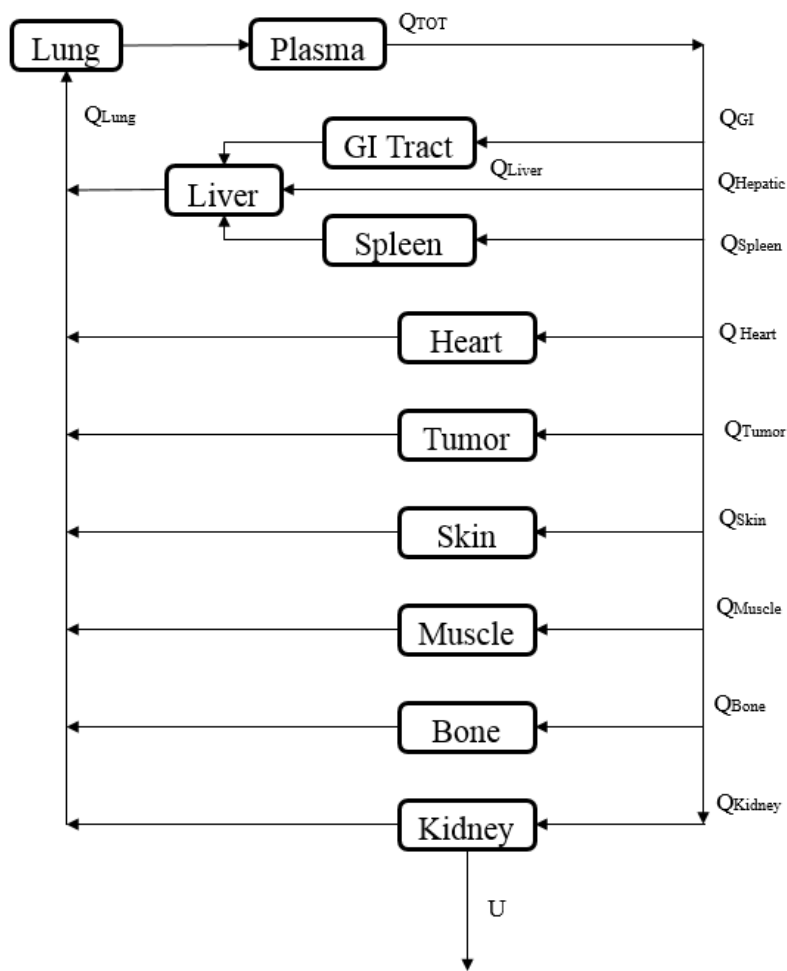 QTOT
Lung
Plasma
QLung
QGI
GI Tract
QLiver
QHepatic
Liver
QSpleen
Spleen
Q Heart
Heart
QTumor
Tumor
QSkin
Skin
QMuscle
Muscle
QBone
Bone
QKidney
Kidney
U